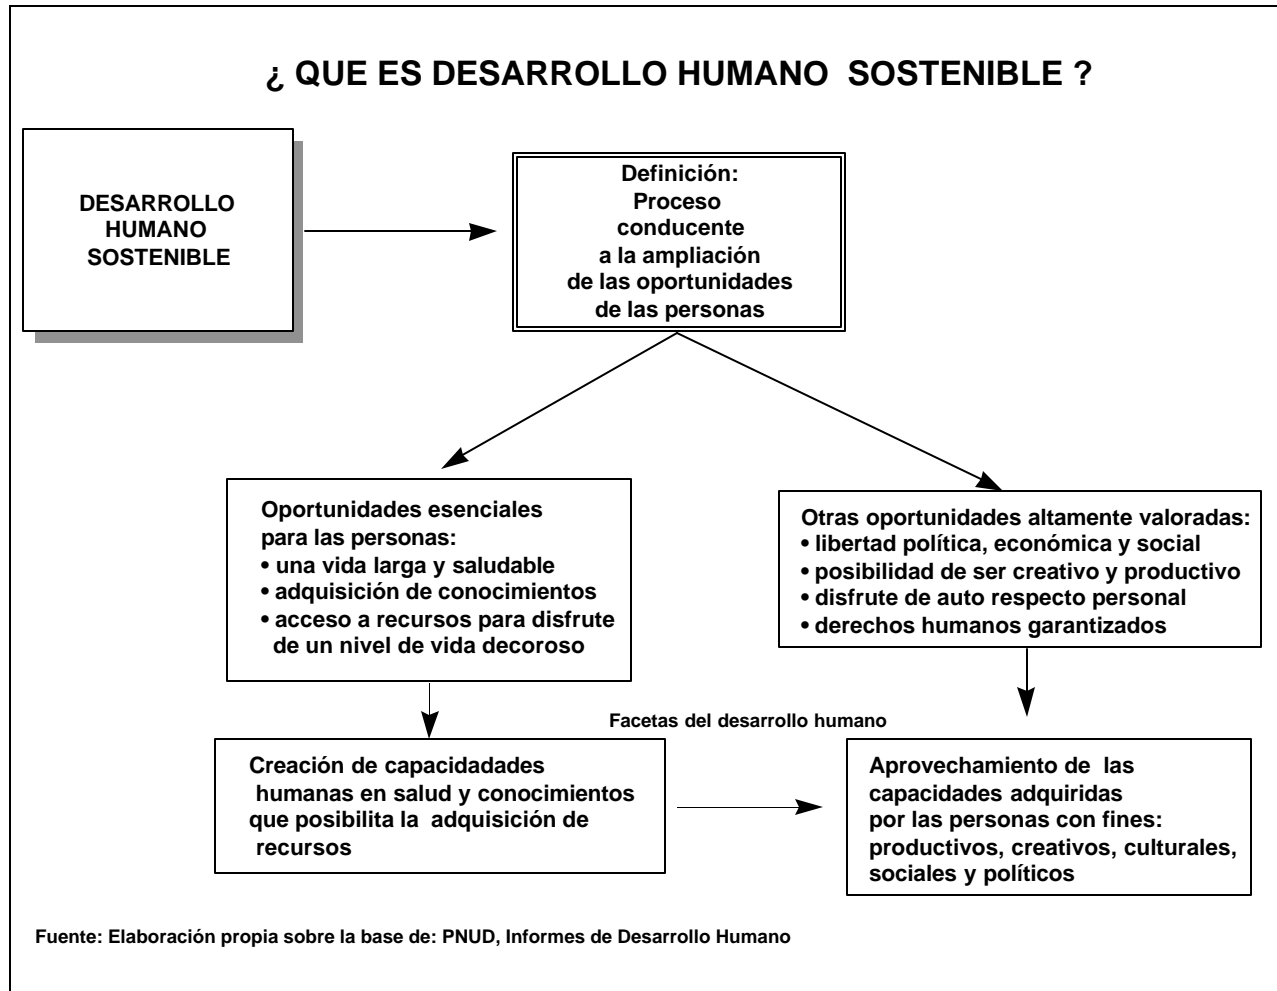 ¿ QUE ES DESARROLLO HUMANO SOSTENIBLE ?
DESARROLLO
HUMANO
SOSTENIBLE
Definición:
Proceso
conducente
a la ampliación
de las oportunidades
de las personas
Oportunidades esenciales
para las personas:
• una vida larga y saludable
• adquisición de conocimientos
• acceso a recursos para disfrute
de un nivel de vida decoroso
Otras oportunidades altamente valoradas:
• libertad política, económica y social
• posibilidad de ser creativo y productivo
• disfrute de auto respecto personal
• derechos humanos garantizados
Facetas del desarrollo humano
Creación de capacidadades
humanas en salud y conocimientos
que posibilita la adquisición de
recursos
Aprovechamiento de las
capacidades adquiridas
por las personas con fines:
productivos, creativos, culturales,
sociales y políticos
Fuente: Elaboración propia sobre la base de: PNUD, Informes de Desarrollo Humano